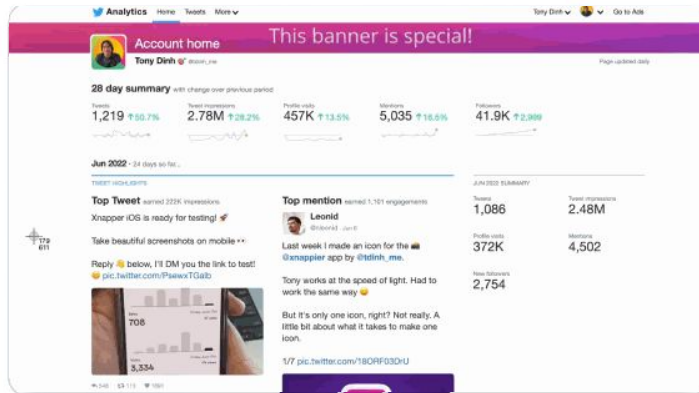 Analytics Home Tweets More Tony Dinh Go to Ads
This banner is special!
Account home
Tony Dinh @tdinh_me Page updated daily
28 day summary with change over previous period
Tweets Tweet impressions Profile visits Mentions Followers
1,219 ↑50.7% 2.78M ↑28.2% 457K ↑13.5% 5,035 ↑16.5% 41.9K ↑2,999
Jun 2022 • 24 days so far...
TWEET HIGHLIGHTS
Top Tweet earned 222K impressions
Xnapper iOS is ready for testing! 🚀
Take beautiful screenshots on mobile 👀
Reply 👇 below, I'll DM you the link to test!
😄 pic.twitter.com/PsewxTGalb
708
3,334
548 113 1091
Top mention earned 1,101 engagements
Leonid
Last week I made an icon for the 📸
@xnappier app by @tdinh_me.
Tony works at the speed of light. Had to
work the same way 😄
But it's only one icon, right? Not really. A
little bit about what it takes to make one
icon.
1/7 pic.twitter.com/18DRF03DrU
JUN 2022 SUMMARY
Tweets Tweet impressions
1,086 2.48M
Profile visits Mentions
372K 4,502
New followers
2,754
179
611